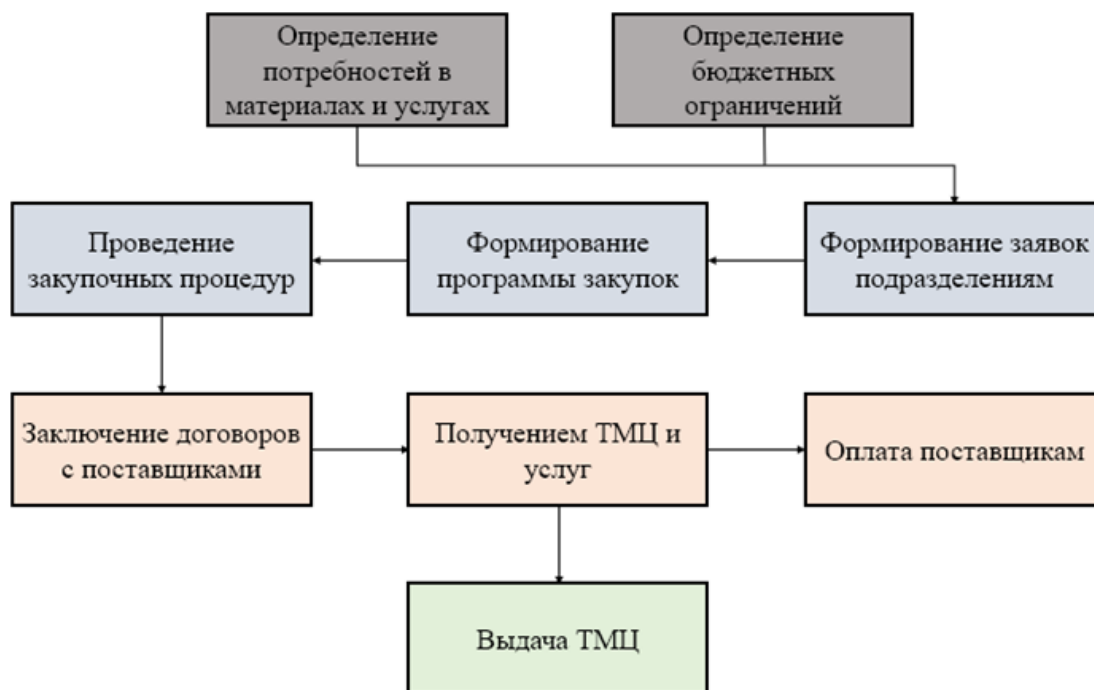 Определение
потребностей в
материалах и услугах
Определение
бюджетных
ограничений
Проведение
закупочных процедур
Формирование
программы закупок
Формирование заявок
подразделениям
Заключение договоров
с поставщиками
Получением ТМЦ и
услуг
Оплата поставщикам
Выдача ТМЦ